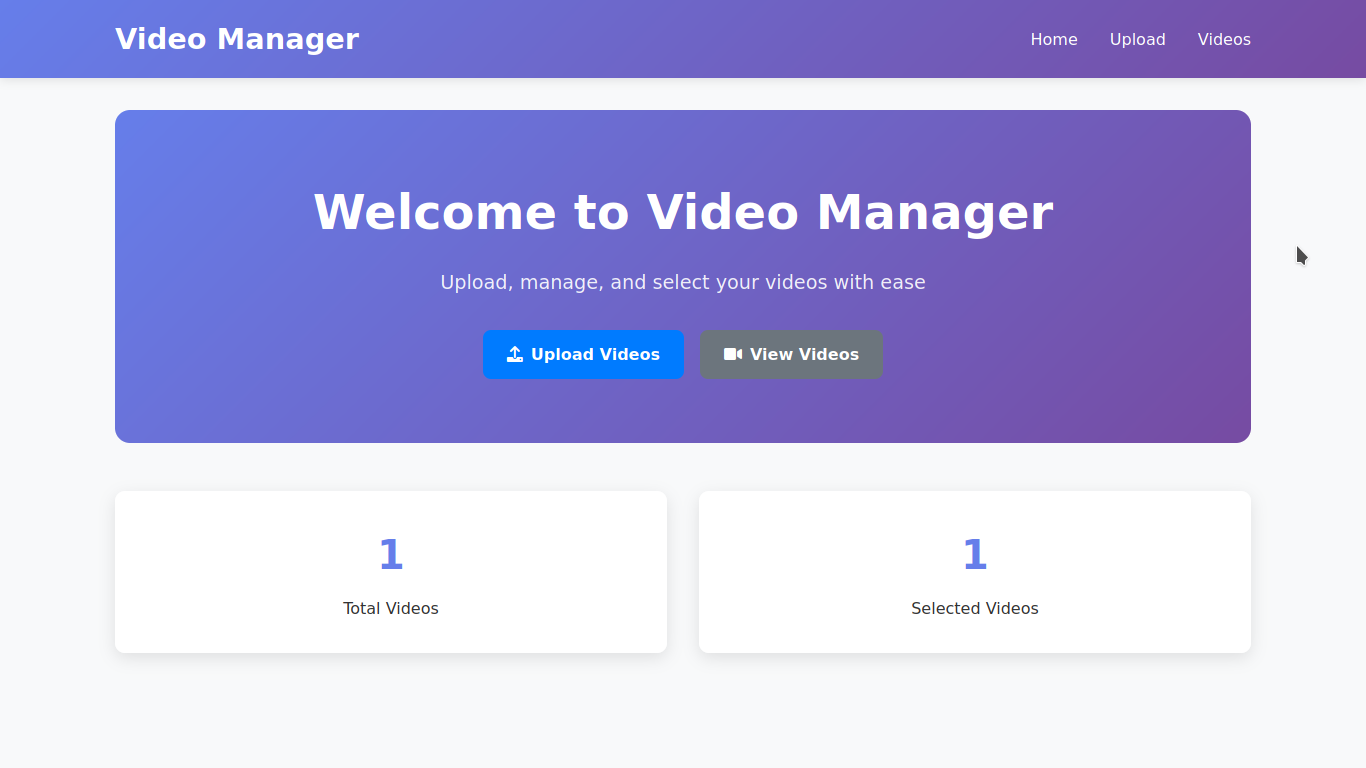 Video Manager
Home Upload Videos
Welcome to Video Manager
Upload, manage, and select your videos with ease
Upload Videos View Videos
1
Total Videos
1
Selected Videos